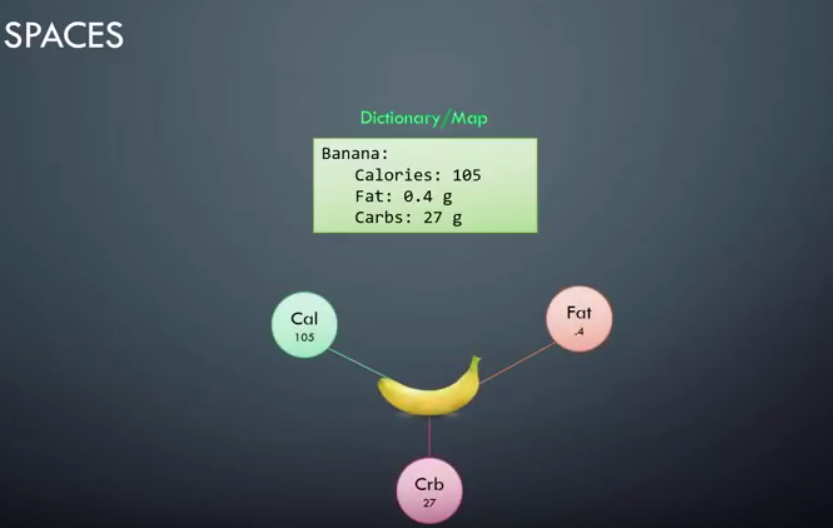 SPACES
Dictionary/Map
Banana:
Calories: 105
Fat: 0.4 g
Carbs: 27 g
Cal
105
Fat
.4
Crb
27